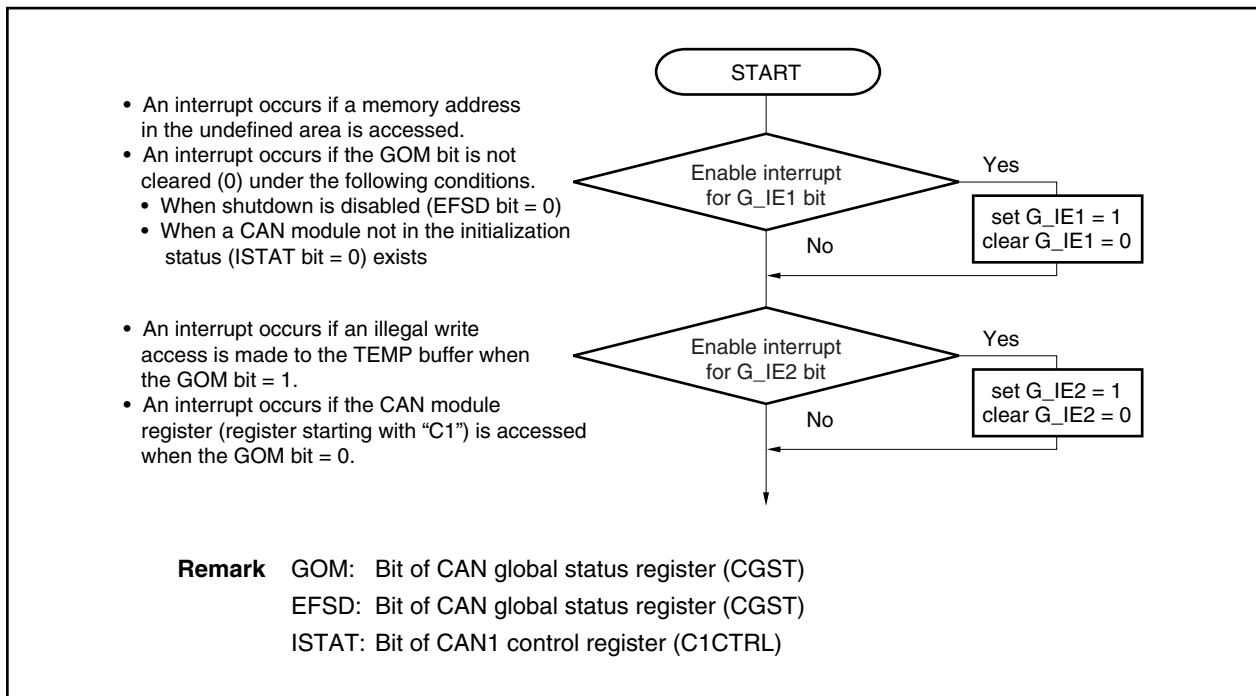 START
• An interrupt occurs if a memory address
in the undefined area is accessed.
• An interrupt occurs if the GOM bit is not
cleared (0) under the following conditions.
• When shutdown is disabled (EFSD bit = 0)
• When a CAN module not in the initialization
status (ISTAT bit = 0) exists
Enable interrupt
for G_IE1 bit
Yes
set G_IE1 = 1
clear G_IE1 = 0
No
• An interrupt occurs if an illegal write
access is made to the TEMP buffer when
the GOM bit = 1.
• An interrupt occurs if the CAN module
register (register starting with “C1”) is accessed
when the GOM bit = 0.
Enable interrupt
for G_IE2 bit
Yes
set G_IE2 = 1
clear G_IE2 = 0
No
Remark GOM: Bit of CAN global status register (CGST)
EFSD: Bit of CAN global status register (CGST)
ISTAT: Bit of CAN1 control register (C1CTRL)